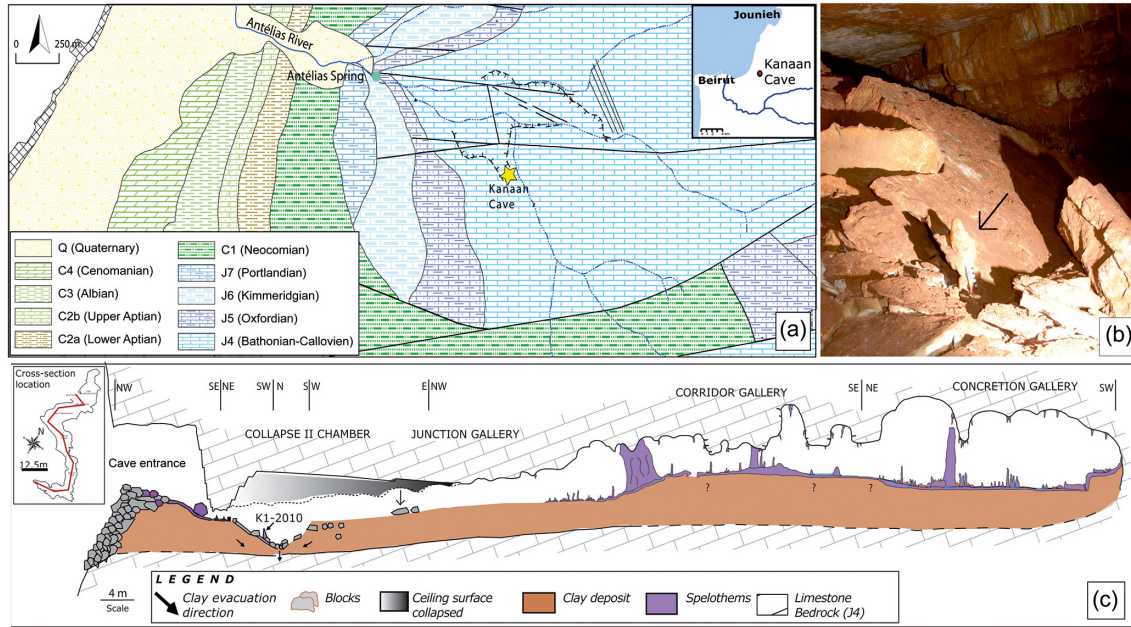 0 250 m
Antélias River
Antélias Spring
Kanaan
Cave
Jounieh
Kanaan
Cave
Beirut
Q (Quaternary)
C4 (Cenomanian)
C3 (Albian)
C2b (Upper Aptian)
C2a (Lower Aptian)
C1 (Neocomian)
J7 (Portlandian)
J6 (Kimmeridgian)
J5 (Oxfordian)
J4 (Bathonian-Callovien)
(a)
(b)
Cross-section
location
N
12.5m
NW
SE NE
SW N
S W
E NW
SE NE
SW
CORRIDOR GALLERY
CONCRETION GALLERY
COLLAPSE II CHAMBER
JUNCTION GALLERY
Cave entrance
K1-2010
? ? ?
4 m
Scale
LEGEND
Clay evacuation
direction
Blocks
Ceiling surface
collapsed
Clay deposit
Spelothems
Limestone
Bedrock (J4)
(c)